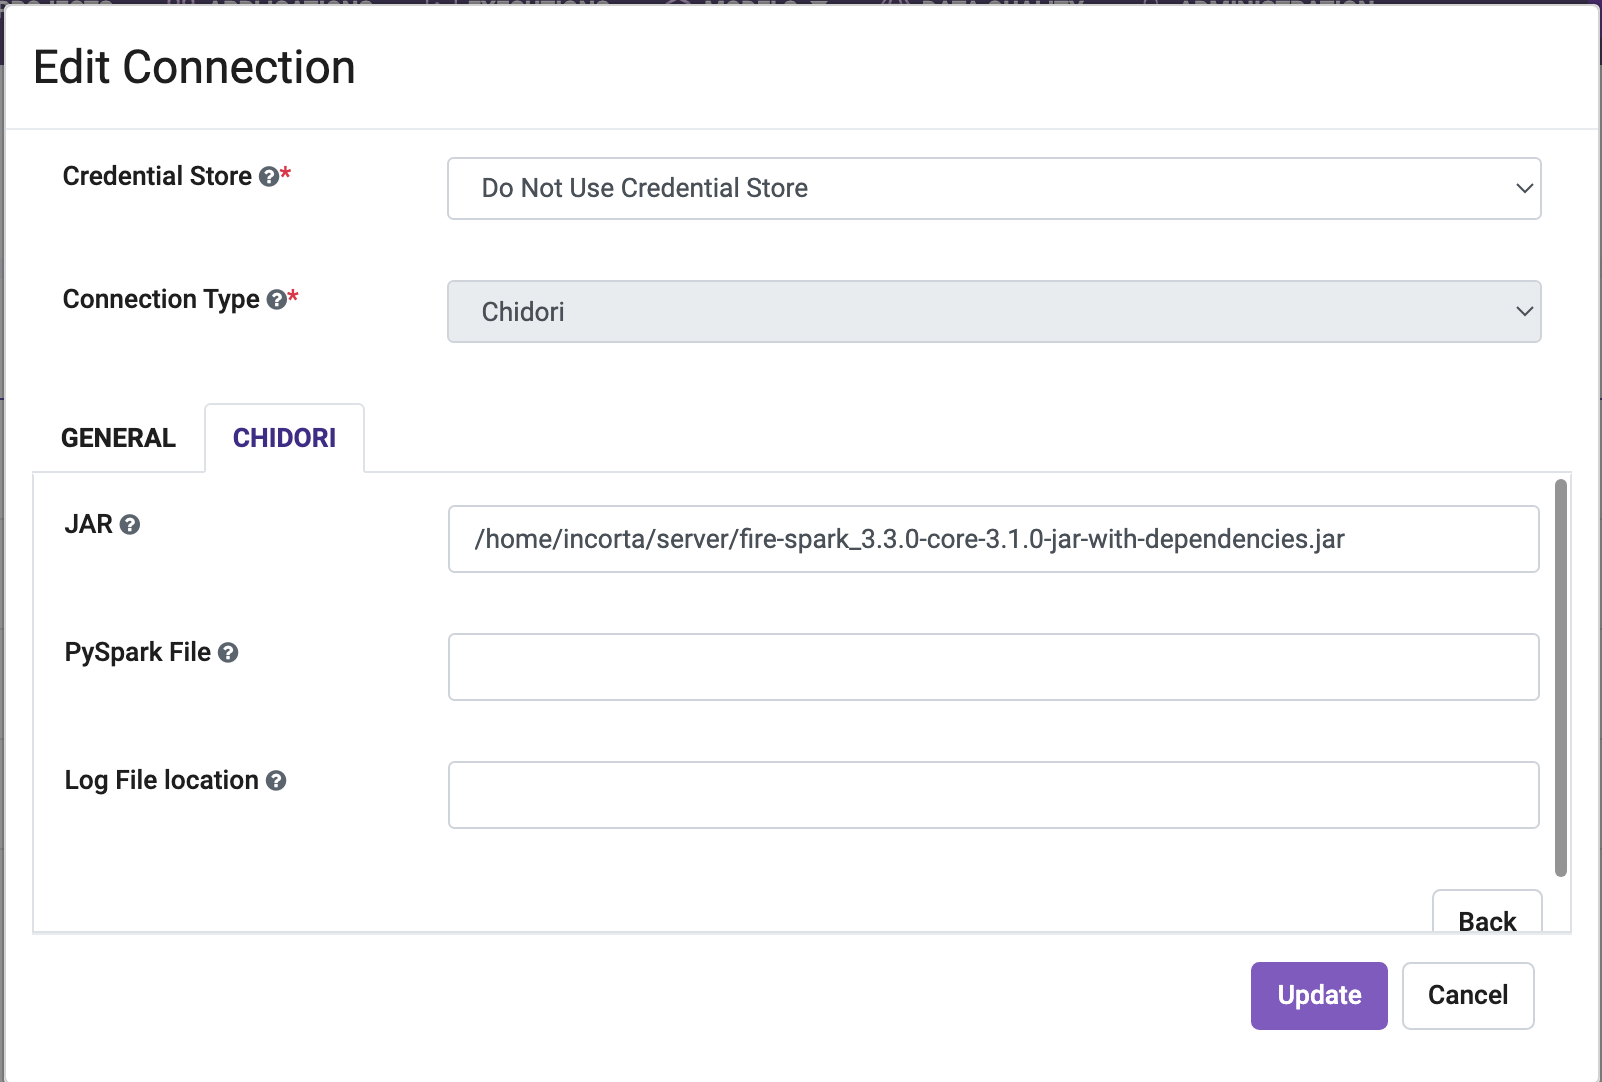 Edit Connection
Credential Store ?*
Do Not Use Credential Store
Connection Type ?*
Chidori
GENERAL
CHIDORI
JAR ?
/home/incorta/server/fire-spark_3.3.0-core-3.1.0-jar-with-dependencies.jar
PySpark File ?
Log File location ?
Back
Update
Cancel